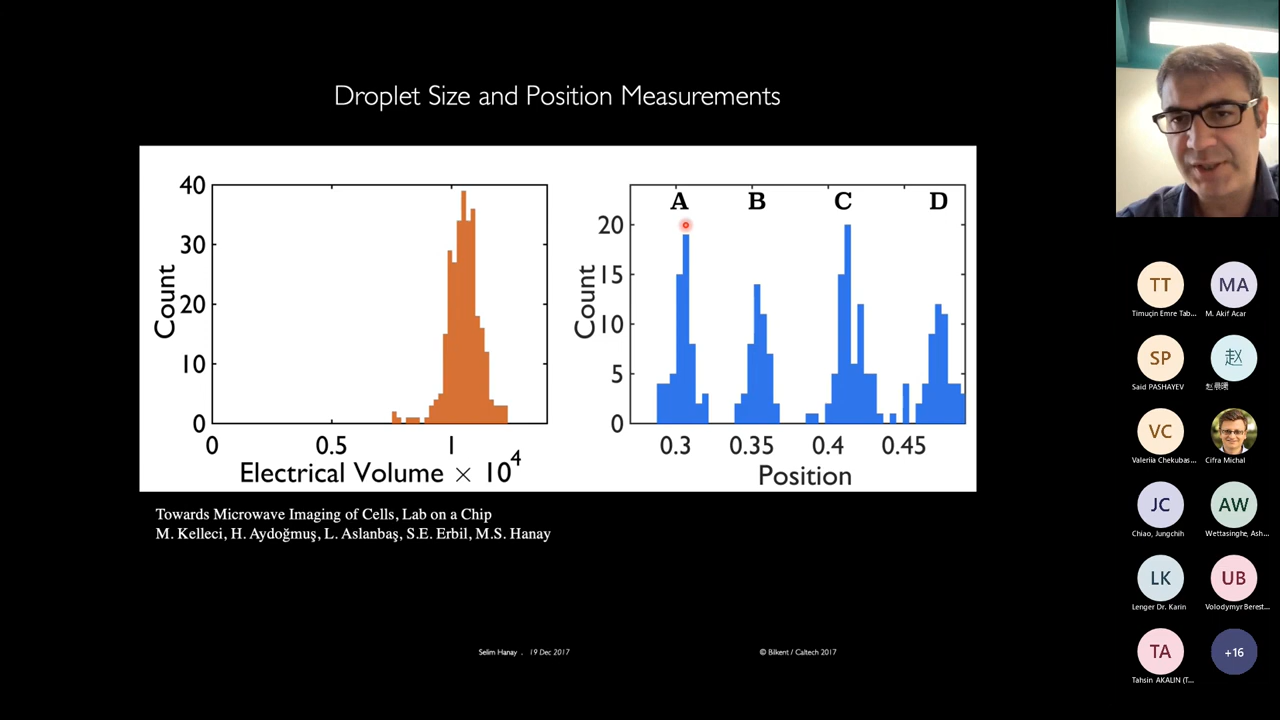 Droplet Size and Position Measurements
40
30
20
10
0
Count
0 0.5 1
Electrical Volume × 10^4
A B C D
20
15
10
5
0
Count
0.3 0.35 0.4 0.45
Position
Towards Microwave Imaging of Cells, Lab on a Chip
M. Kelleci, H. Aydoğmuş, L. Aslanbaş, S.E. Erbil, M.S. Hanay
Selim Hanay . 19 Dec 2017
© Bilkent / Caltech 2017
TT MA
Timuçin Emre Tab... M. Akif Acar
SP 赵
Said PASHAYEV
VC
Valeriia Chekubas... Cifra Michal
JC AW
Chiao, Jungchih Wettasinghe, Ash...
LK UB
Lenger Dr. Karin Volodymyr Berest...
TA +16
Tahsin AKALIN (T...